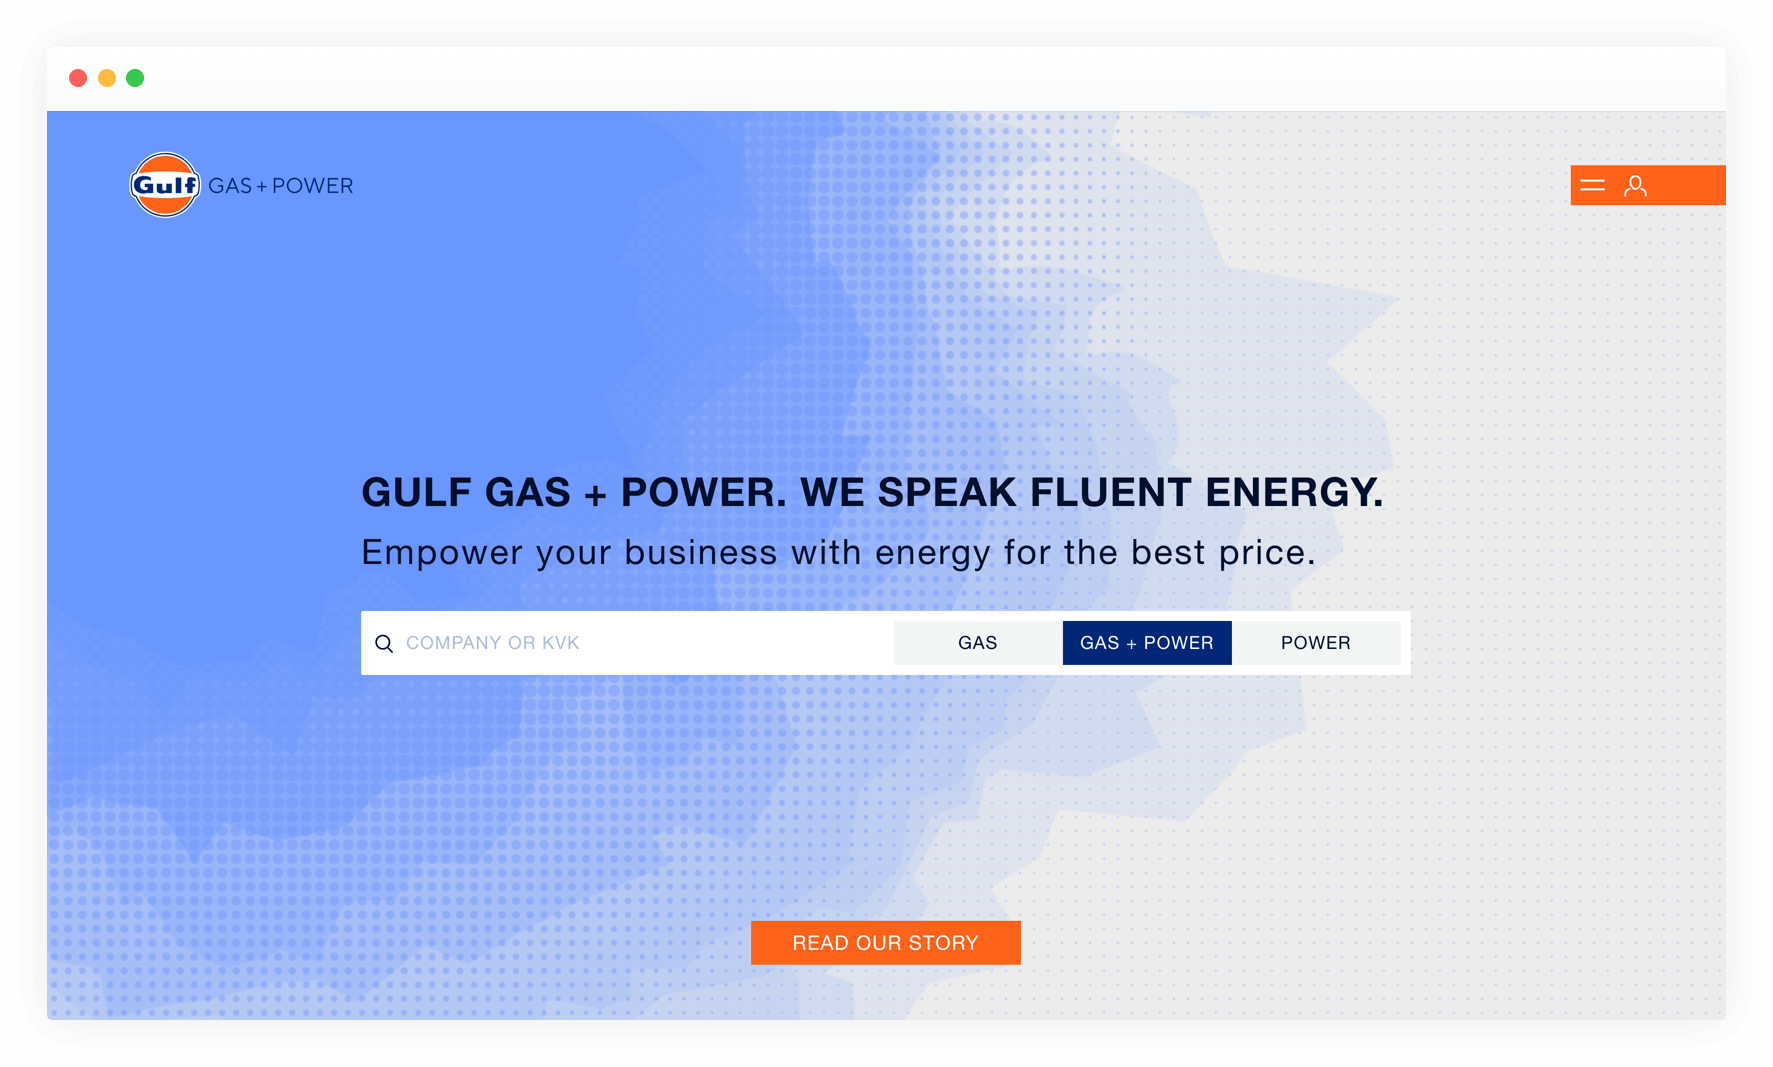 Gulf GAS + POWER
GULF GAS + POWER. WE SPEAK FLUENT ENERGY.
Empower your business with energy for the best price.
COMPANY OR KVK GAS GAS + POWER POWER
READ OUR STORY